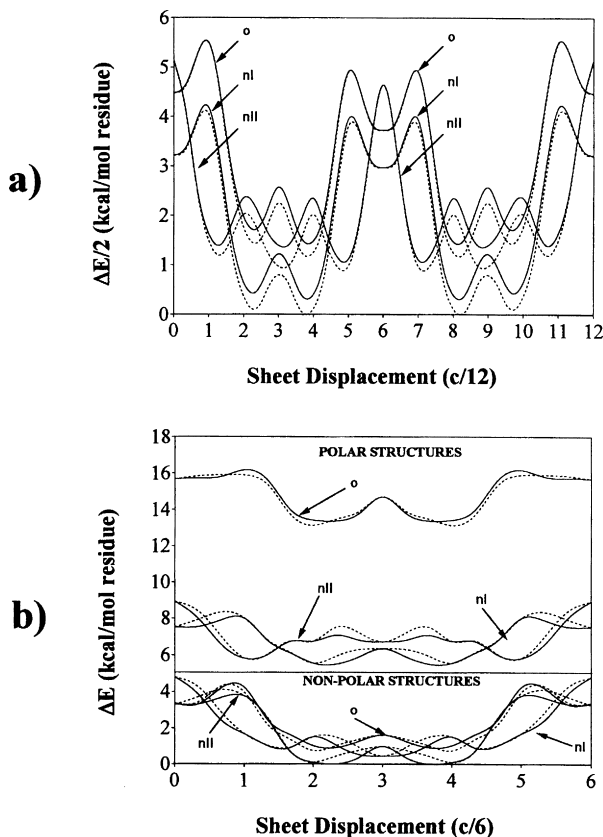 a)
ΔE/2 (kcal/mol residue)
6
5
4
3
2
1
0
o
nI
nII
o
nI
nII
0 1 2 3 4 5 6 7 8 9 10 11 12
Sheet Displacement (c/12)
b)
ΔE (kcal/mol residue)
18
16
14
12
10
8
6
4
2
0
POLAR STRUCTURES
o
nII
nI
NON-POLAR STRUCTURES
o
nII
nI
0 1 2 3 4 5 6
Sheet Displacement (c/6)